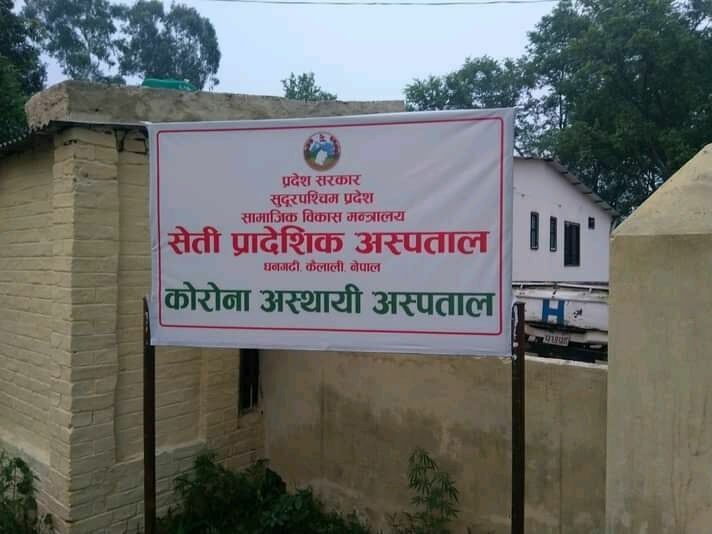 प्रदेश सरकार
सुदूरपश्चिम प्रदेश
सामाजिक विकास मन्त्रालय
सेती प्रादेशिक अस्पताल
धनगढी, कैलाली, नेपाल
कोरोना अस्थायी अस्पताल
H